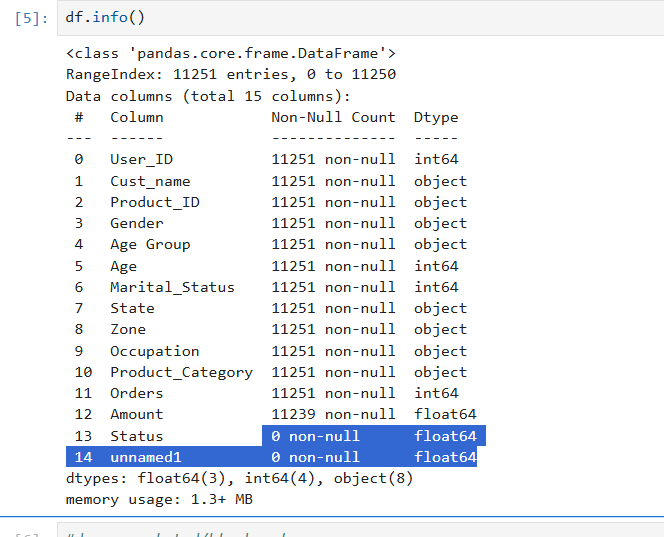 [5]: df.info()
<class 'pandas.core.frame.DataFrame'>
RangeIndex: 11251 entries, 0 to 11250
Data columns (total 15 columns):
 #   Column            Non-Null Count  Dtype
---  ------            --------------  -----
 0   User_ID           11251 non-null  int64
 1   Cust_name         11251 non-null  object
 2   Product_ID        11251 non-null  object
 3   Gender            11251 non-null  object
 4   Age Group         11251 non-null  object
 5   Age               11251 non-null  int64
 6   Marital_Status    11251 non-null  int64
 7   State             11251 non-null  object
 8   Zone              11251 non-null  object
 9   Occupation        11251 non-null  object
 10  Product_Category  11251 non-null  object
 11  Orders            11251 non-null  int64
 12  Amount            11239 non-null  float64
 13  Status            0 non-null      float64
 14  unnamed1          0 non-null      float64
dtypes: float64(3), int64(4), object(8)
memory usage: 1.3+ MB